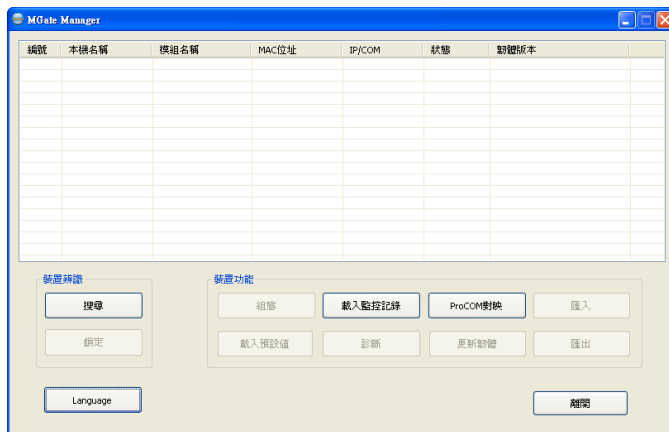 MGate Manager
編號 本機名稱 模組名稱 MAC位址 IP/COM 狀態 韌體版本
裝置辨識 裝置功能
搜尋 組態 載入監控記錄 ProCOM對映 匯入
鎖定 載入預設值 診斷 更新韌體 匯出
Language 離開